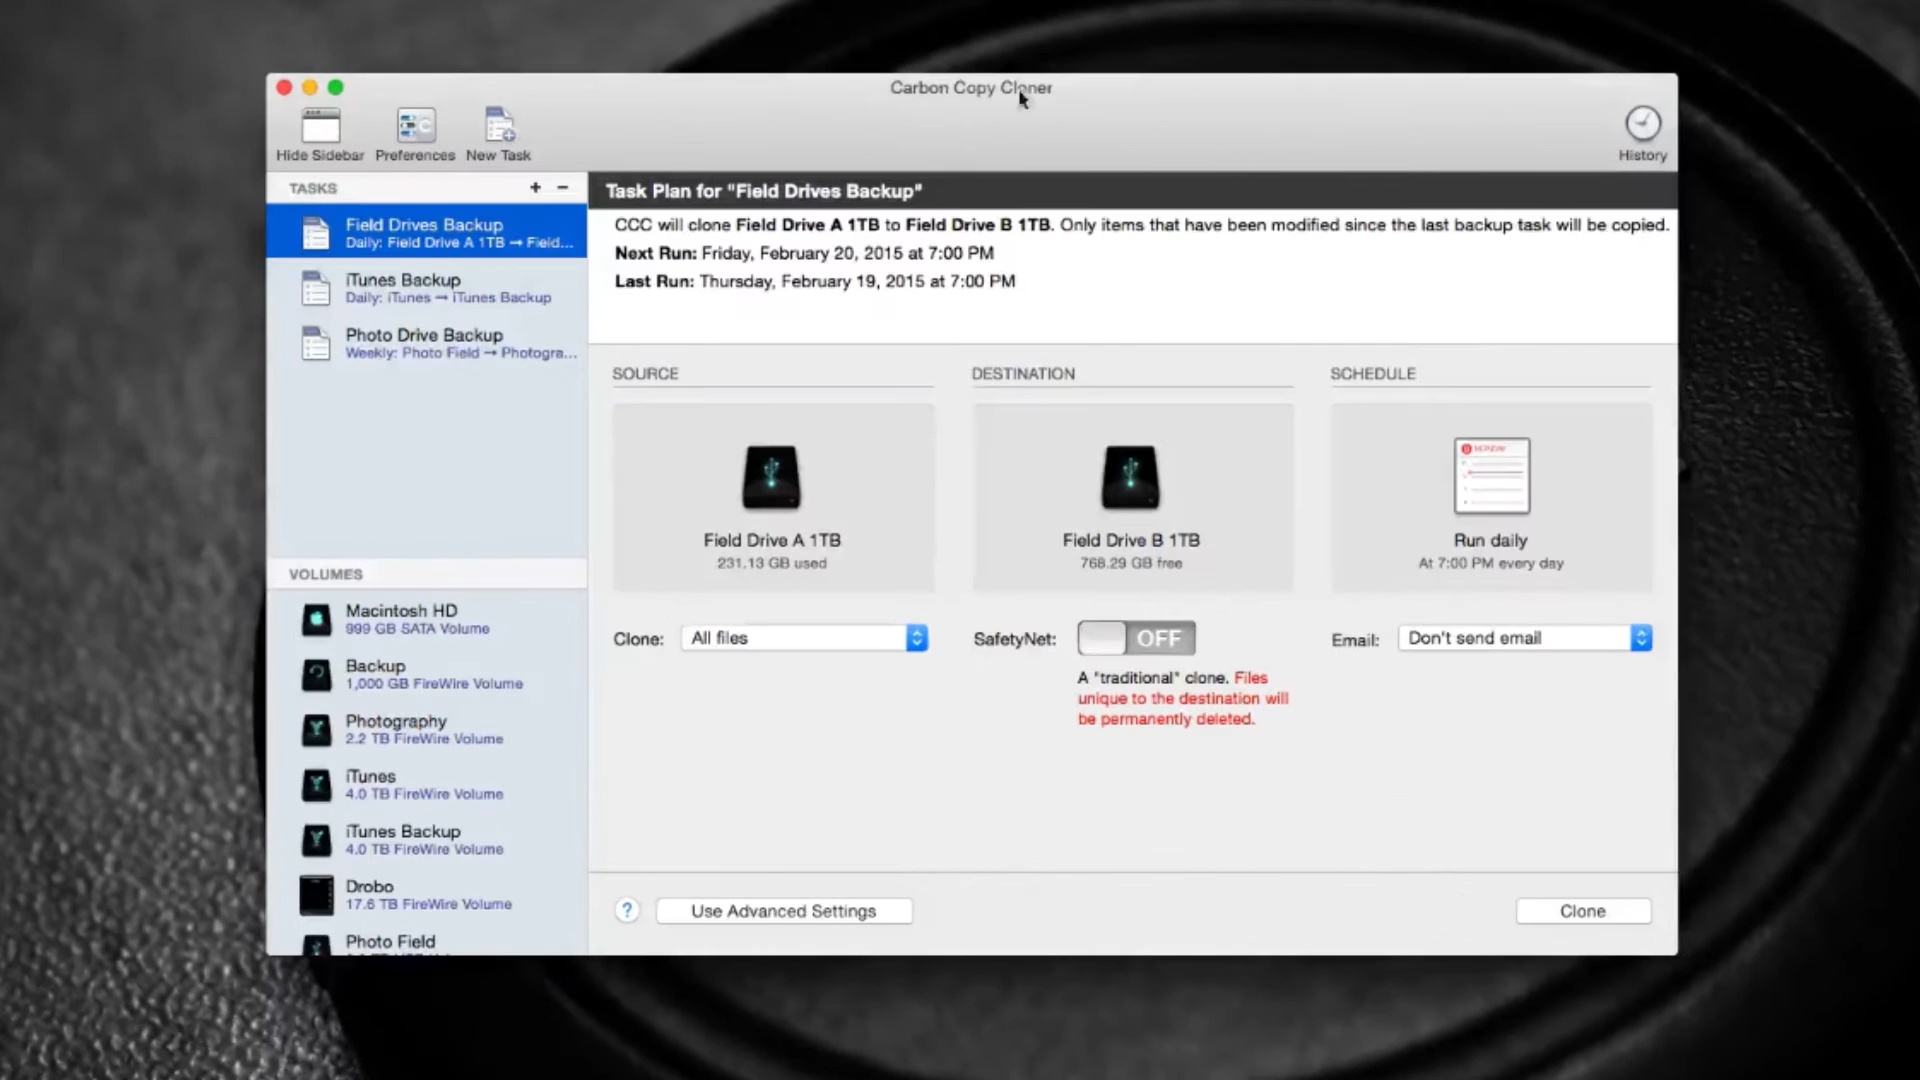 Carbon Copy Cloner
Hide Sidebar
Preferences
New Task
History
TASKS + −
Field Drives Backup
Daily: Field Drive A 1TB → Field...
iTunes Backup
Daily: iTunes → iTunes Backup
Photo Drive Backup
Weekly: Photo Field → Photogra...
VOLUMES
Macintosh HD
999 GB SATA Volume
Backup
1,000 GB FireWire Volume
Photography
2.2 TB FireWire Volume
iTunes
4.0 TB FireWire Volume
iTunes Backup
4.0 TB FireWire Volume
Drobo
17.6 TB FireWire Volume
Photo Field
Task Plan for "Field Drives Backup"
CCC will clone Field Drive A 1TB to Field Drive B 1TB. Only items that have been modified since the last backup task will be copied.
Next Run: Friday, February 20, 2015 at 7:00 PM
Last Run: Thursday, February 19, 2015 at 7:00 PM
SOURCE
Field Drive A 1TB
231.13 GB used
Clone: All files
DESTINATION
Field Drive B 1TB
768.29 GB free
SafetyNet: OFF
A "traditional" clone. Files
unique to the destination will
be permanently deleted.
SCHEDULE
Run daily
At 7:00 PM every day
Email: Don't send email
?
Use Advanced Settings
Clone